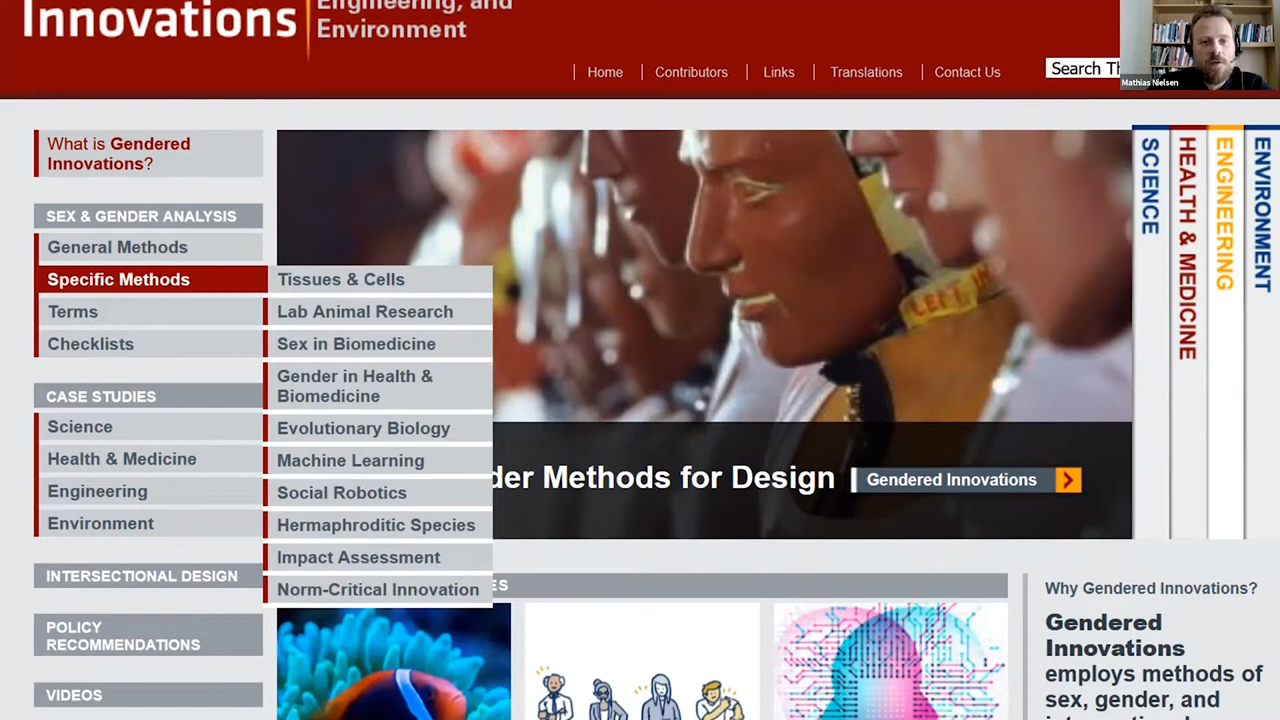 Innovations
Engineering, and
Environment
Home
Contributors
Links
Translations
Contact Us
Search Th
Mathias Nielsen
What is Gendered
Innovations?
SEX & GENDER ANALYSIS
General Methods
Specific Methods
Terms
Checklists
Tissues & Cells
Lab Animal Research
Sex in Biomedicine
Gender in Health &
Biomedicine
Evolutionary Biology
Machine Learning
Social Robotics
Hermaphroditic Species
Impact Assessment
Norm-Critical Innovation
CASE STUDIES
Science
Health & Medicine
Engineering
Environment
INTERSECTIONAL DESIGN
POLICY
RECOMMENDATIONS
VIDEOS
der Methods for Design
Gendered Innovations
SCIENCE
HEALTH & MEDICINE
ENGINEERING
ENVIRONMENT
ES
Why Gendered Innovations?
Gendered
Innovations
employs methods of
sex, gender, and